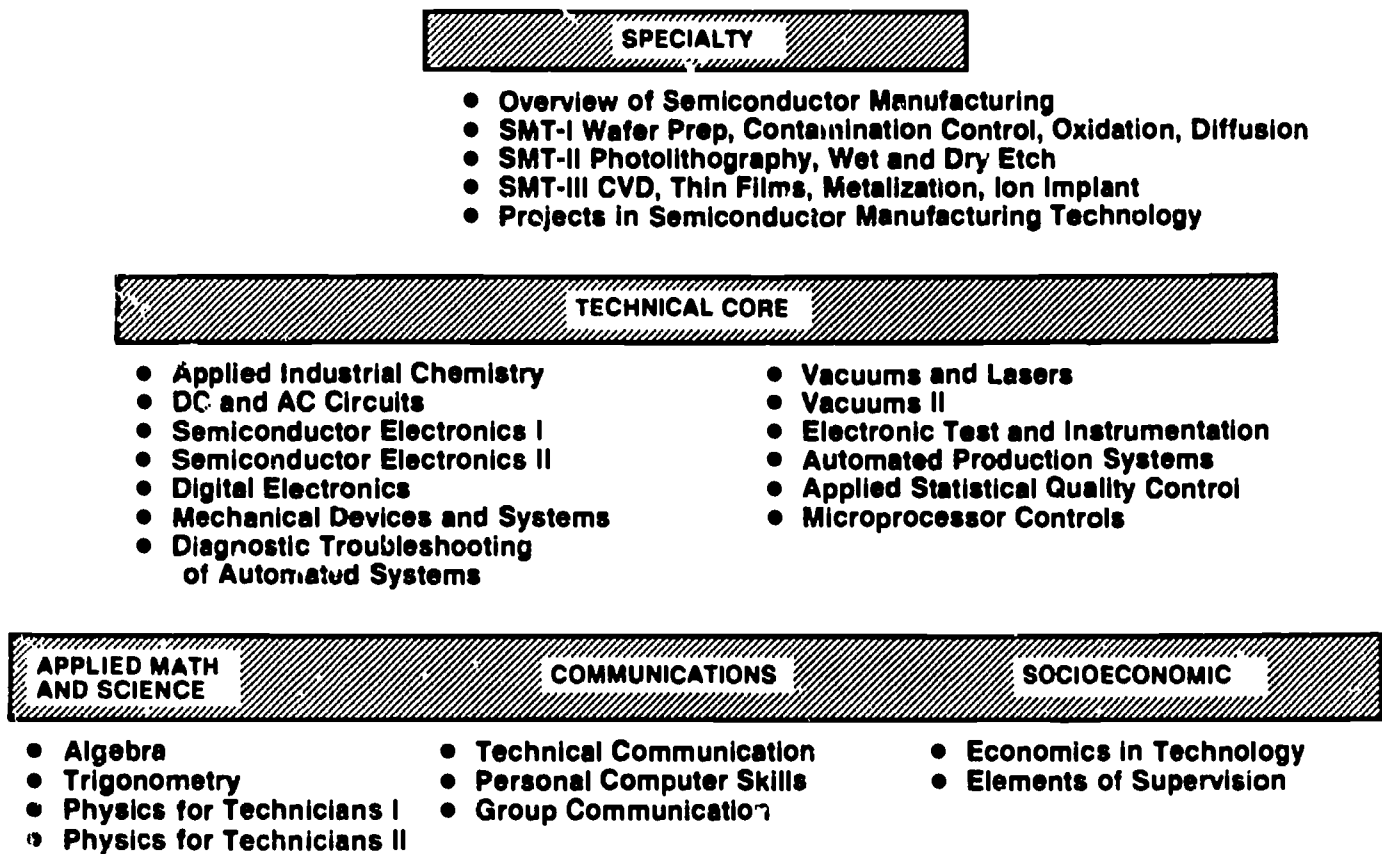 SPECIALTY
● Overview of Semiconductor Manufacturing
● SMT-I Wafer Prep, Contamination Control, Oxidation, Diffusion
● SMT-II Photolithography, Wet and Dry Etch
● SMT-III CVD, Thin Films, Metalization, Ion Implant
● Projects in Semiconductor Manufacturing Technology
TECHNICAL CORE
● Applied Industrial Chemistry
● DC and AC Circuits
● Semiconductor Electronics I
● Semiconductor Electronics II
● Digital Electronics
● Mechanical Devices and Systems
● Diagnostic Troubleshooting
of Automated Systems
● Vacuums and Lasers
● Vacuums II
● Electronic Test and Instrumentation
● Automated Production Systems
● Applied Statistical Quality Control
● Microprocessor Controls
APPLIED MATH
AND SCIENCE
● Algebra
● Trigonometry
● Physics for Technicians I
● Physics for Technicians II
COMMUNICATIONS
● Technical Communication
● Personal Computer Skills
● Group Communication
SOCIOECONOMIC
● Economics in Technology
● Elements of Supervision